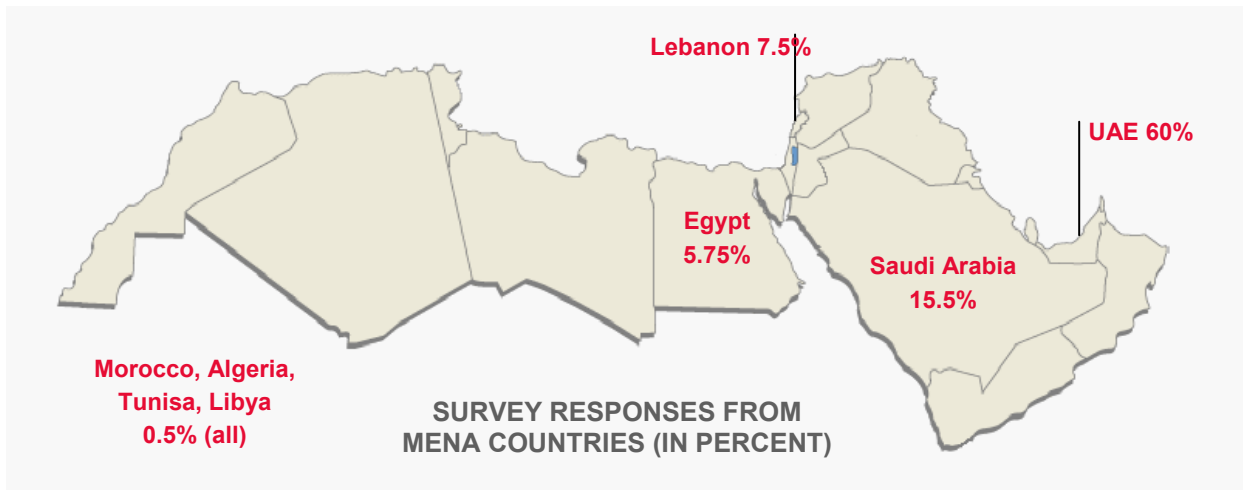 Lebanon 7.5%
UAE 60%
Egypt
5.75%
Saudi Arabia
15.5%
Morocco, Algeria,
Tunisa, Libya
0.5% (all)
SURVEY RESPONSES FROM
MENA COUNTRIES (IN PERCENT)